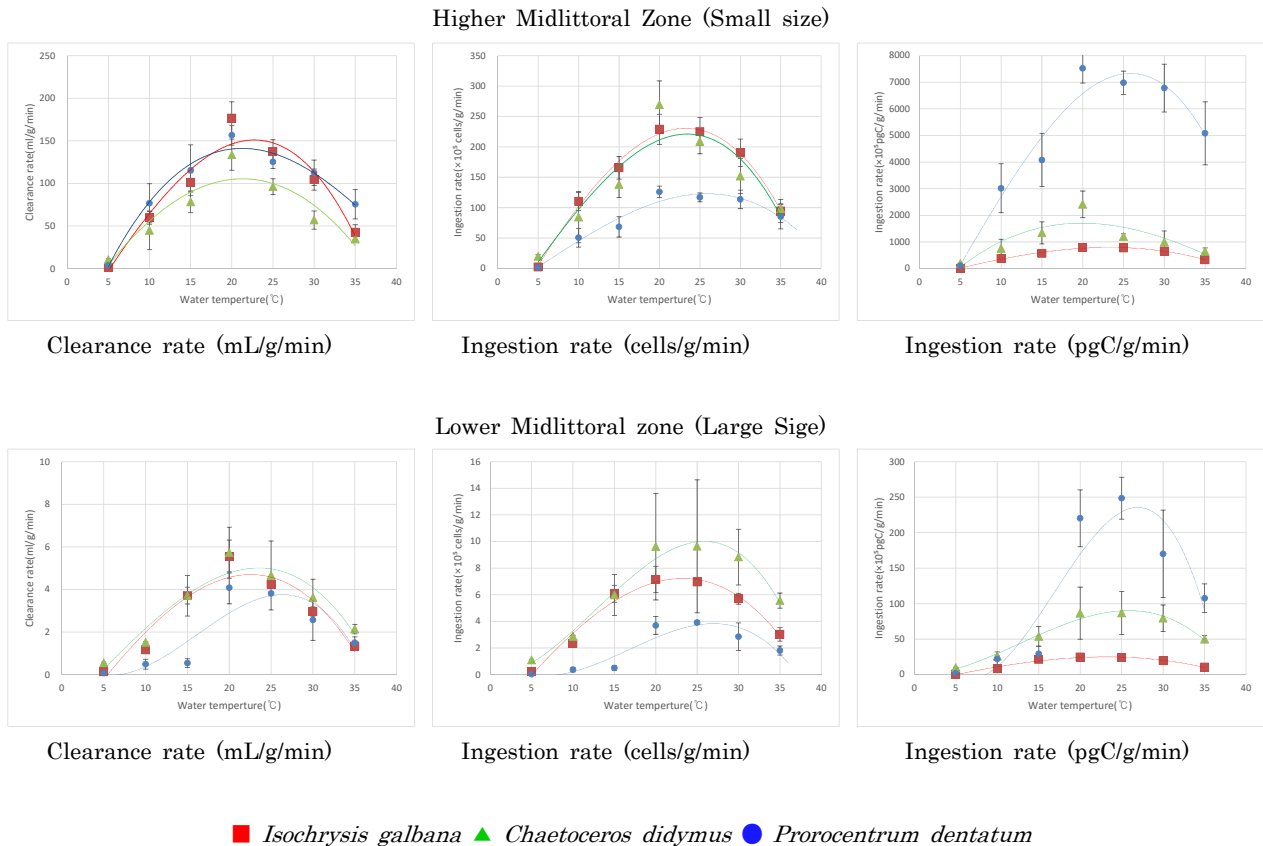 Higher Midlittoral Zone (Small size)
250
200
150
100
50
0
0 5 10 15 20 25 30 35 40
Clearance rate(ml/g/min)
Water temperture(℃)
350
300
250
200
150
100
50
0
0 5 10 15 20 25 30 35 40
Ingestion rate(×10⁵ cells/g/min)
Water temperture(℃)
8000
7000
6000
5000
4000
3000
2000
1000
0
0 5 10 15 20 25 30 35 40
Ingestion rate(×10⁵pgC/g/min)
Water temperture(℃)
Clearance rate (mL/g/min) Ingestion rate (cells/g/min) Ingestion rate (pgC/g/min)
Lower Midlittoral zone (Large Sige)
10
8
6
4
2
0
0 5 10 15 20 25 30 35 40
Clearance rate(ml/g/min)
Water temperture(℃)
16
14
12
10
8
6
4
2
0
0 5 10 15 20 25 30 35 40
Ingestion rate(×10⁵ cells/g/min)
Water temperture(℃)
300
250
200
150
100
50
0
0 5 10 15 20 25 30 35 40
Ingestion rate(×10⁵pgC/g/min)
Water temperture(℃)
Clearance rate (mL/g/min) Ingestion rate (cells/g/min) Ingestion rate (pgC/g/min)
Isochrysis galbana Chaetoceros didymus Prorocentrum dentatum